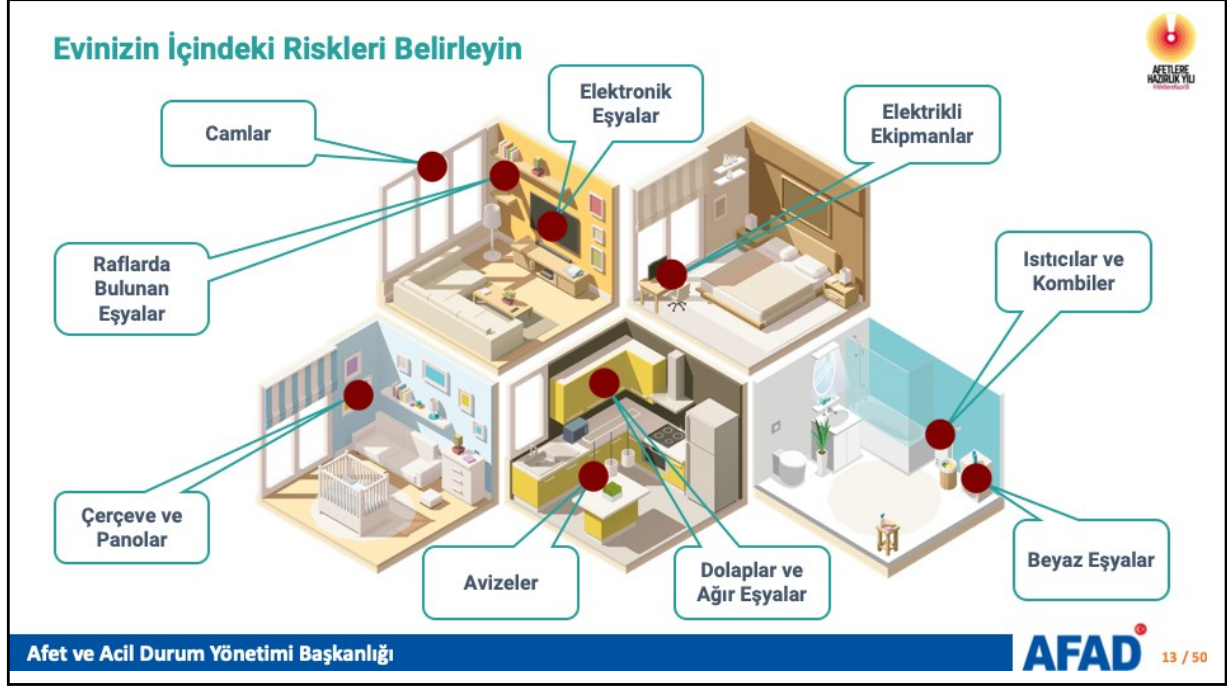 Evinizin İçindeki Riskleri Belirleyin
AFETLERE
HAZIRLIK YILI
Camlar
Elektronik
Eşyalar
Elektrikli
Ekipmanlar
Raflarda
Bulunan
Eşyalar
Isıtıcılar ve
Kombiler
Çerçeve ve
Panolar
Avizeler
Dolaplar ve
Ağır Eşyalar
Beyaz Eşyalar
Afet ve Acil Durum Yönetimi Başkanlığı
AFAD
13 / 50